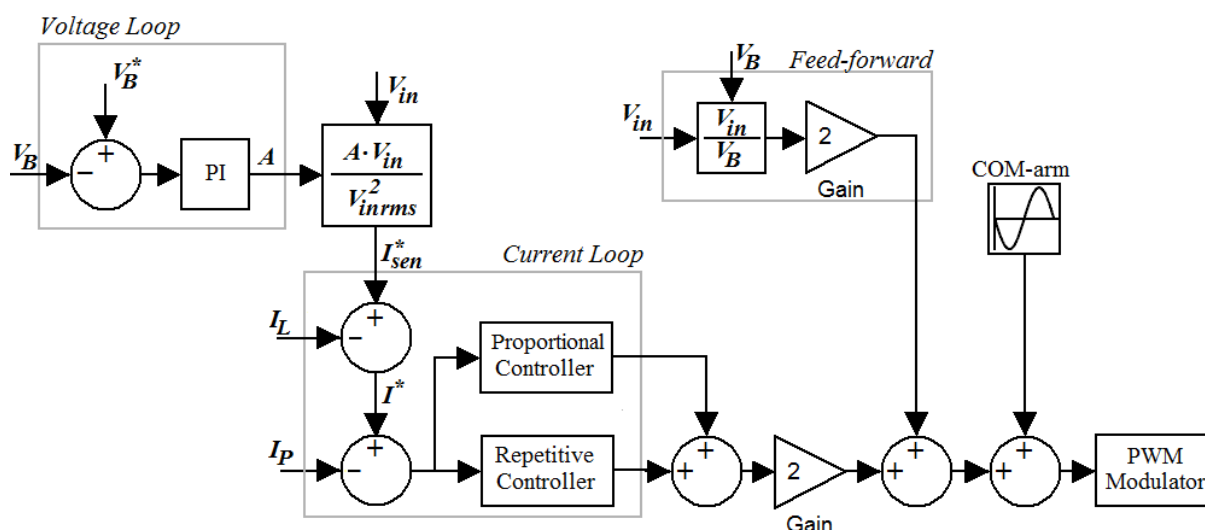 Voltage Loop
V_B^*
V_B
PI
A
V_in
A·V_in
V_inrms^2
I_sen^*
V_B
Feed-forward
V_in
V_in
V_B
2
Gain
COM-arm
Current Loop
I_L
I^*
I_P
Proportional
Controller
Repetitive
Controller
2
Gain
PWM
Modulator
+
−
+
−
+
−
+
+
+
+
+
+